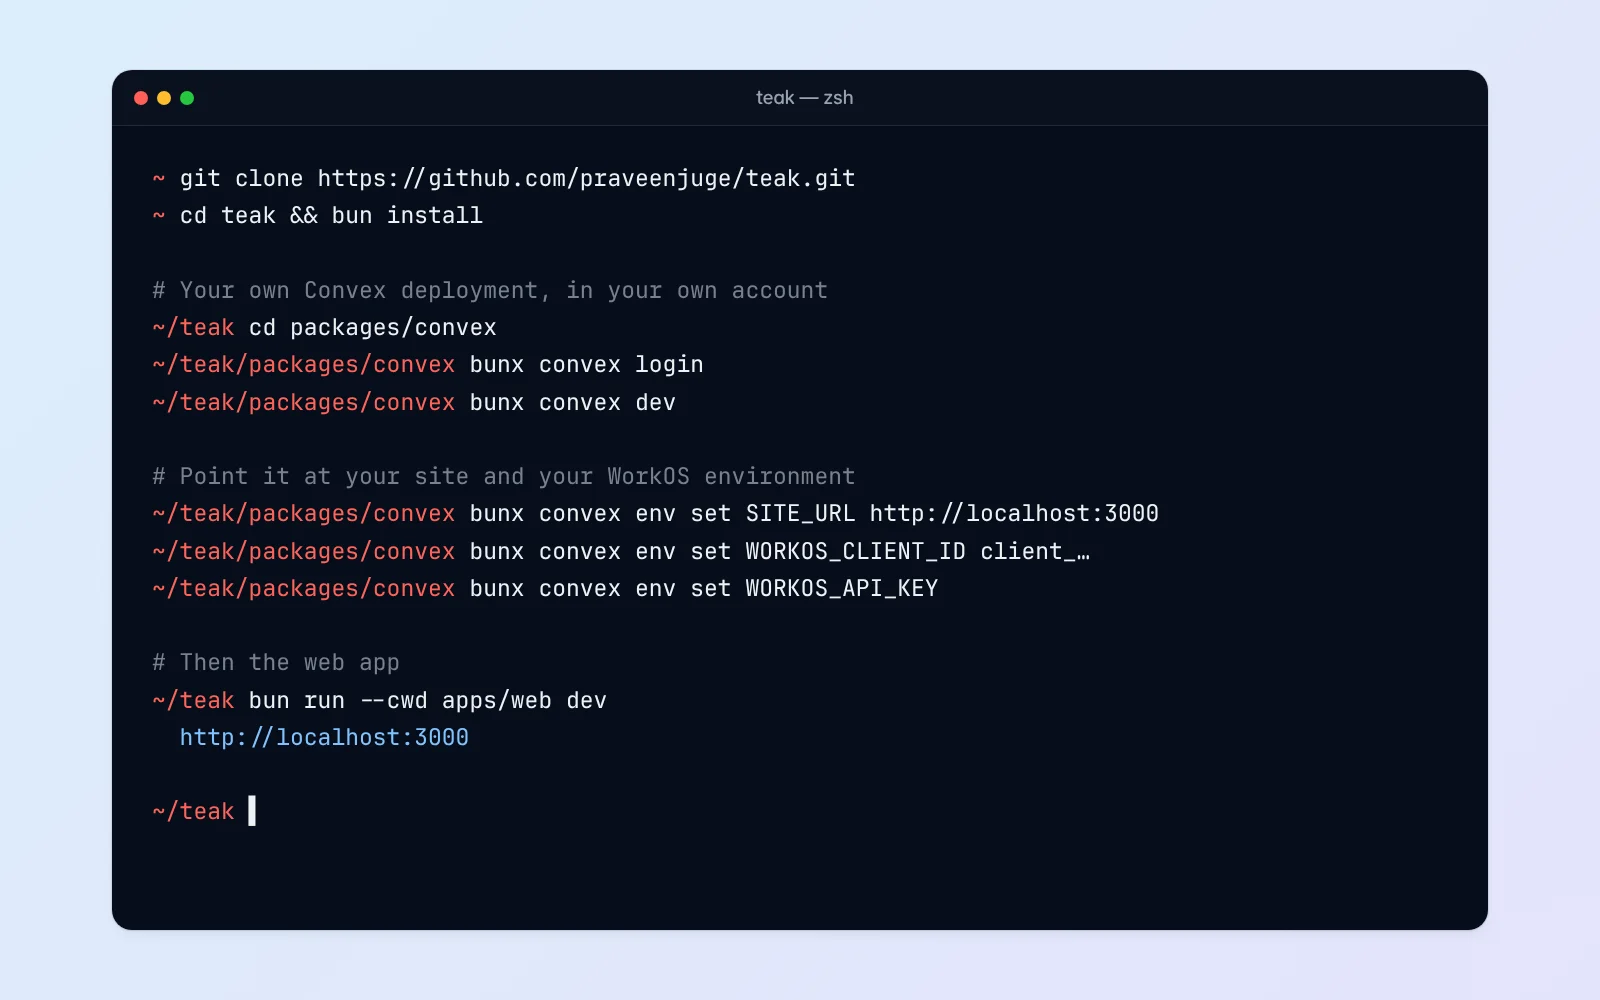 teak — zsh
~ git clone https://github.com/praveenjuge/teak.git
~ cd teak && bun install
# Your own Convex deployment, in your own account
~/teak cd packages/convex
~/teak/packages/convex bunx convex login
~/teak/packages/convex bunx convex dev
# Point it at your site and your WorkOS environment
~/teak/packages/convex bunx convex env set SITE_URL http://localhost:3000
~/teak/packages/convex bunx convex env set WORKOS_CLIENT_ID client_…
~/teak/packages/convex bunx convex env set WORKOS_API_KEY
# Then the web app
~/teak bun run --cwd apps/web dev
http://localhost:3000
~/teak